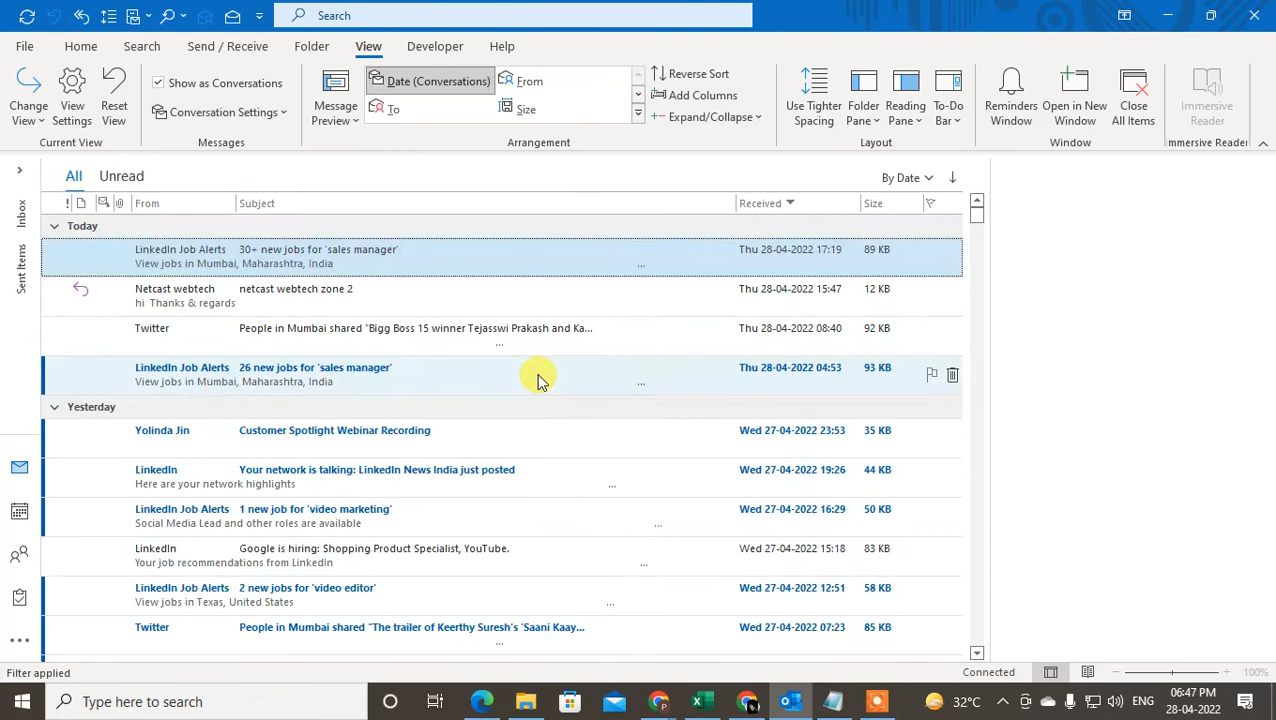 Search
File Home Search Send / Receive Folder View Developer Help
Change View View Settings Reset View
Show as Conversations
Conversation Settings
Message Preview
Date (Conversations) From
To Size
Reverse Sort
Add Columns
Expand/Collapse
Use Tighter Spacing Folder Pane Reading Pane To-Do Bar
Reminders Window Open in New Window Close All Items
Immersive Reader
Current View Messages Arrangement Layout Window Immersive Reader
All Unread By Date
From Subject Received Size
Today
LinkedIn Job Alerts 30+ new jobs for 'sales manager' Thu 28-04-2022 17:19 89 KB
View jobs in Mumbai, Maharashtra, India ...
Netcast webtech netcast webtech zone 2 Thu 28-04-2022 15:47 12 KB
hi Thanks & regards
Twitter People in Mumbai shared "Bigg Boss 15 winner Tejasswi Prakash and Ka... Thu 28-04-2022 08:40 92 KB
...
LinkedIn Job Alerts 26 new jobs for 'sales manager' Thu 28-04-2022 04:53 93 KB
View jobs in Mumbai, Maharashtra, India ...
Yesterday
Yolinda Jin Customer Spotlight Webinar Recording Wed 27-04-2022 23:53 35 KB
LinkedIn Your network is talking: LinkedIn News India just posted Wed 27-04-2022 19:26 44 KB
Here are your network highlights ...
LinkedIn Job Alerts 1 new job for 'video marketing' Wed 27-04-2022 16:29 50 KB
Social Media Lead and other roles are available ...
LinkedIn Google is hiring: Shopping Product Specialist, YouTube. Wed 27-04-2022 15:18 83 KB
Your job recommendations from LinkedIn ...
LinkedIn Job Alerts 2 new jobs for 'video editor' Wed 27-04-2022 12:51 58 KB
View jobs in Texas, United States ...
Twitter People in Mumbai shared "The trailer of Keerthy Suresh's 'Saani Kaay... Wed 27-04-2022 07:23 85 KB
...
Inbox
Sent Items
Filter applied Connected 100%
Type here to search 32°C ENG 06:47 PM
28-04-2022